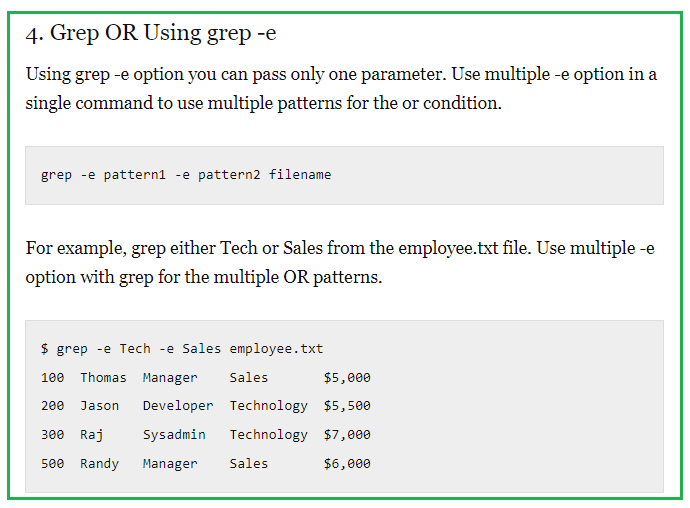 4. Grep OR Using grep -e
Using grep -e option you can pass only one parameter. Use multiple -e option in a
single command to use multiple patterns for the or condition.
grep -e pattern1 -e pattern2 filename
For example, grep either Tech or Sales from the employee.txt file. Use multiple -e
option with grep for the multiple OR patterns.
$ grep -e Tech -e Sales employee.txt
100  Thomas  Manager    Sales       $5,000
200  Jason   Developer  Technology  $5,500
300  Raj     Sysadmin   Technology  $7,000
500  Randy   Manager    Sales       $6,000